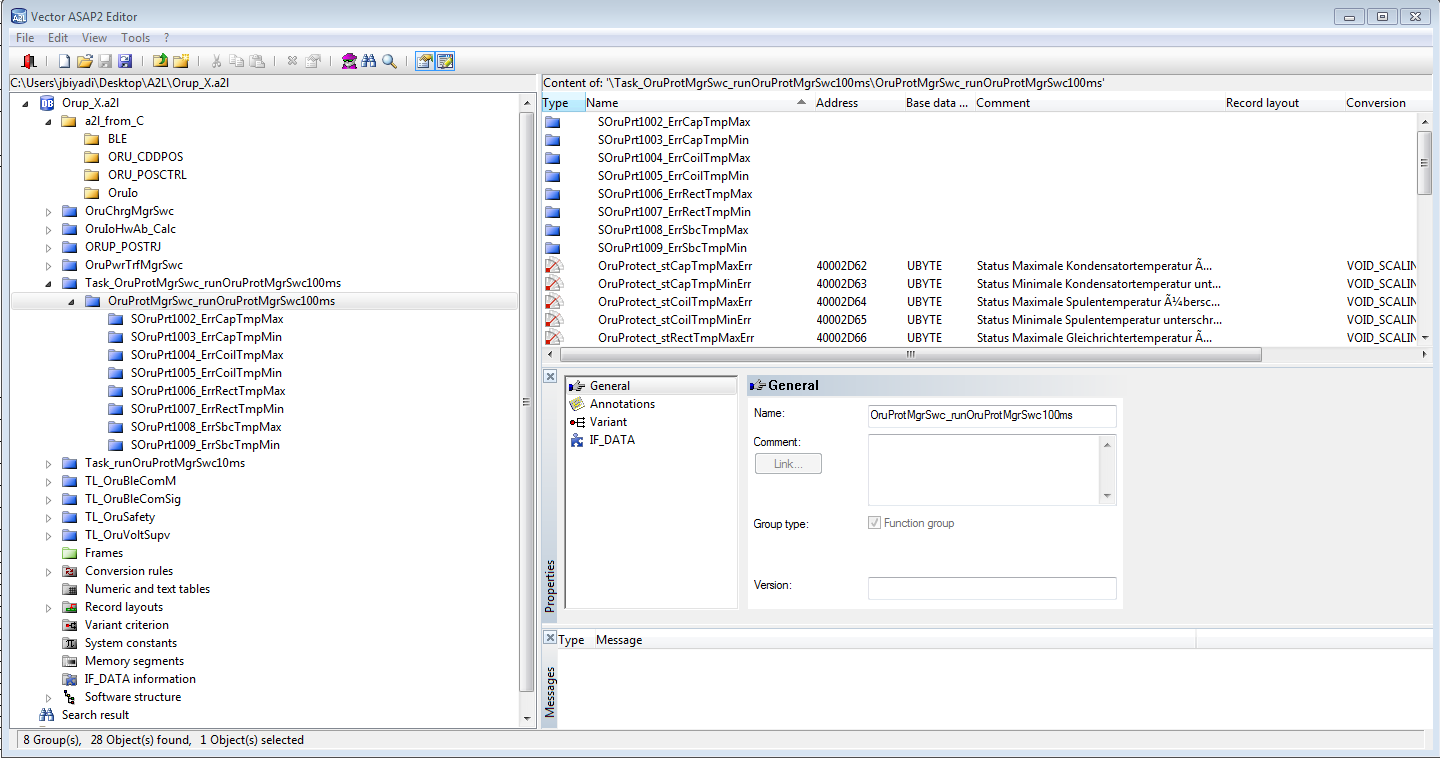 Vector ASAP2 Editor
File Edit View Tools ?
C:\Users\jbiyadi\Desktop\A2L\Orup_X.a2l
Orup_X.a2l
a2l_from_C
BLE
ORU_CDDPOS
ORU_POSCTRL
OruIo
OruChrgMgrSwc
OruIoHwAb_Calc
ORUP_POSTRJ
OruPwrTrfMgrSwc
Task_OruProtMgrSwc_runOruProtMgrSwc100ms
OruProtMgrSwc_runOruProtMgrSwc100ms
SOruPrt1002_ErrCapTmpMax
SOruPrt1003_ErrCapTmpMin
SOruPrt1004_ErrCoilTmpMax
SOruPrt1005_ErrCoilTmpMin
SOruPrt1006_ErrRectTmpMax
SOruPrt1007_ErrRectTmpMin
SOruPrt1008_ErrSbcTmpMax
SOruPrt1009_ErrSbcTmpMin
Task_runOruProtMgrSwc10ms
TL_OruBleComM
TL_OruBleComSig
TL_OruSafety
TL_OruVoltSupv
Frames
Conversion rules
Numeric and text tables
Record layouts
Variant criterion
System constants
Memory segments
IF_DATA information
Software structure
Search result
Content of: '\Task_OruProtMgrSwc_runOruProtMgrSwc100ms\OruProtMgrSwc_runOruProtMgrSwc100ms'
Type Name Address Base data ... Comment Record layout Conversion
SOruPrt1002_ErrCapTmpMax
SOruPrt1003_ErrCapTmpMin
SOruPrt1004_ErrCoilTmpMax
SOruPrt1005_ErrCoilTmpMin
SOruPrt1006_ErrRectTmpMax
SOruPrt1007_ErrRectTmpMin
SOruPrt1008_ErrSbcTmpMax
SOruPrt1009_ErrSbcTmpMin
OruProtect_stCapTmpMaxErr 40002D62 UBYTE Status Maximale Kondensatortemperatur Ã... VOID_SCALIN
OruProtect_stCapTmpMinErr 40002D63 UBYTE Status Minimale Kondensatortemperatur unt... VOID_SCALIN
OruProtect_stCoilTmpMaxErr 40002D64 UBYTE Status Maximale Spulentemperatur Ã¼bersc... VOID_SCALIN
OruProtect_stCoilTmpMinErr 40002D65 UBYTE Status Minimale Spulentemperatur unterschr... VOID_SCALIN
OruProtect_stRectTmpMaxErr 40002D66 UBYTE Status Maximale Gleichrichtertemperatur Ã... VOID_SCALIN
Properties
General
Annotations
Variant
IF_DATA
General
Name: OruProtMgrSwc_runOruProtMgrSwc100ms
Comment:
Link...
Group type: Function group
Version:
Messages
Type Message
8 Group(s), 28 Object(s) found, 1 Object(s) selected